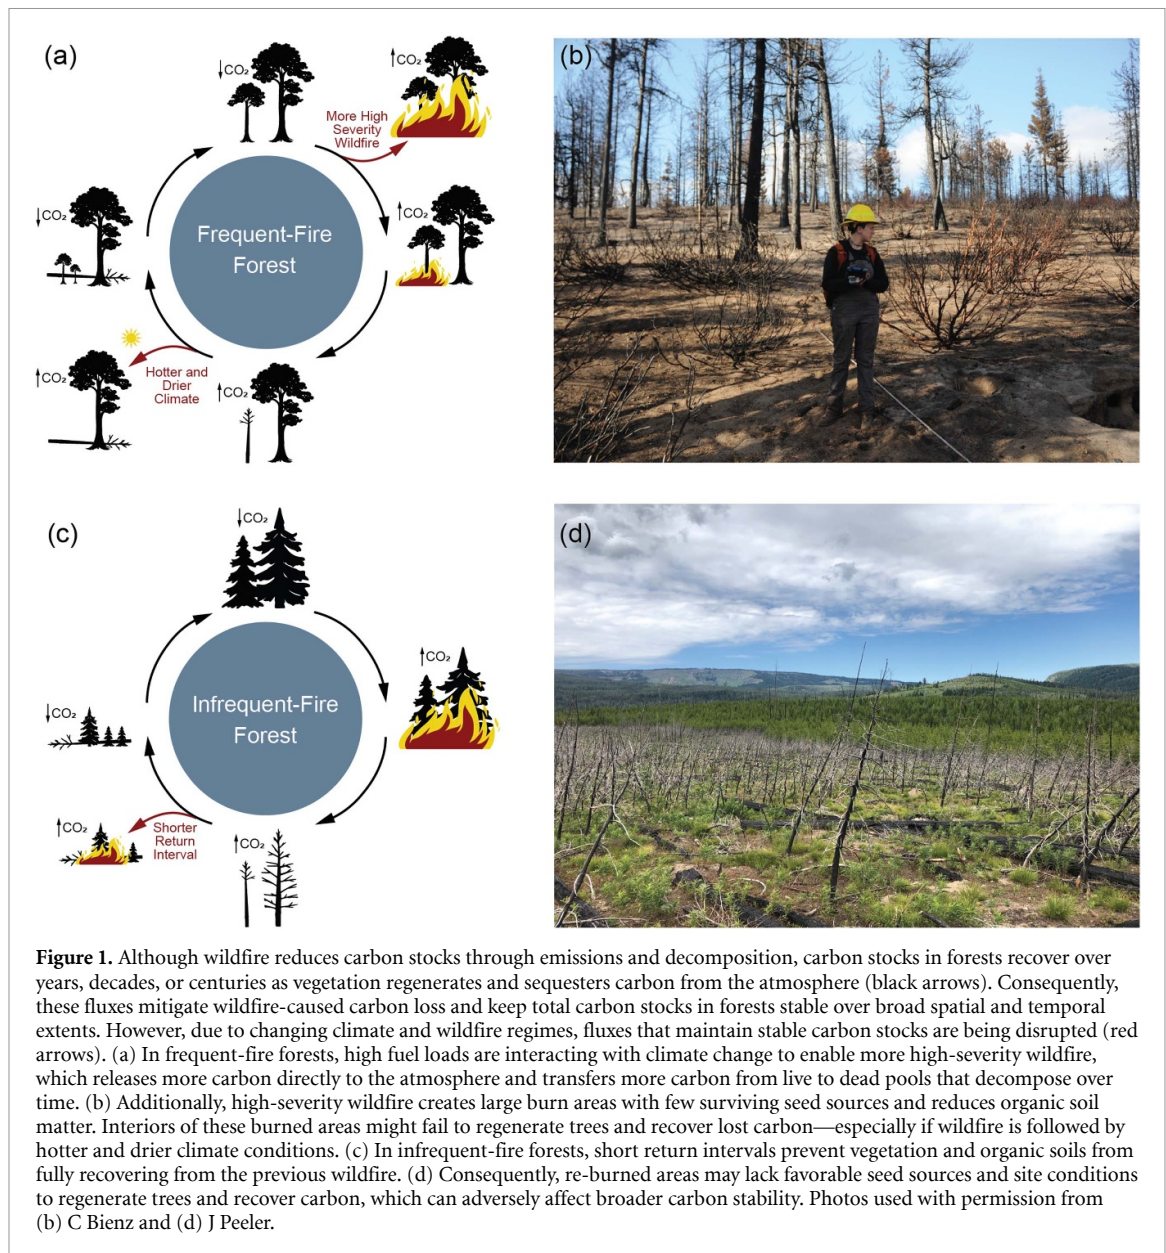 (a)
↓CO₂
↑CO₂
More High
Severity
Wildfire
↓CO₂
↑CO₂
Frequent-Fire
Forest
↑CO₂
Hotter and
Drier
Climate
↑CO₂
(b)
(c)
↓CO₂
↑CO₂
Infrequent-Fire
Forest
↓CO₂
↑CO₂
Shorter
Return
Interval
↑CO₂
(d)
Figure 1. Although wildfire reduces carbon stocks through emissions and decomposition, carbon stocks in forests recover over
years, decades, or centuries as vegetation regenerates and sequesters carbon from the atmosphere (black arrows). Consequently,
these fluxes mitigate wildfire-caused carbon loss and keep total carbon stocks in forests stable over broad spatial and temporal
extents. However, due to changing climate and wildfire regimes, fluxes that maintain stable carbon stocks are being disrupted (red
arrows). (a) In frequent-fire forests, high fuel loads are interacting with climate change to enable more high-severity wildfire,
which releases more carbon directly to the atmosphere and transfers more carbon from live to dead pools that decompose over
time. (b) Additionally, high-severity wildfire creates large burn areas with few surviving seed sources and reduces organic soil
matter. Interiors of these burned areas might fail to regenerate trees and recover lost carbon—especially if wildfire is followed by
hotter and drier climate conditions. (c) In infrequent-fire forests, short return intervals prevent vegetation and organic soils from
fully recovering from the previous wildfire. (d) Consequently, re-burned areas may lack favorable seed sources and site conditions
to regenerate trees and recover carbon, which can adversely affect broader carbon stability. Photos used with permission from
(b) C Bienz and (d) J Peeler.